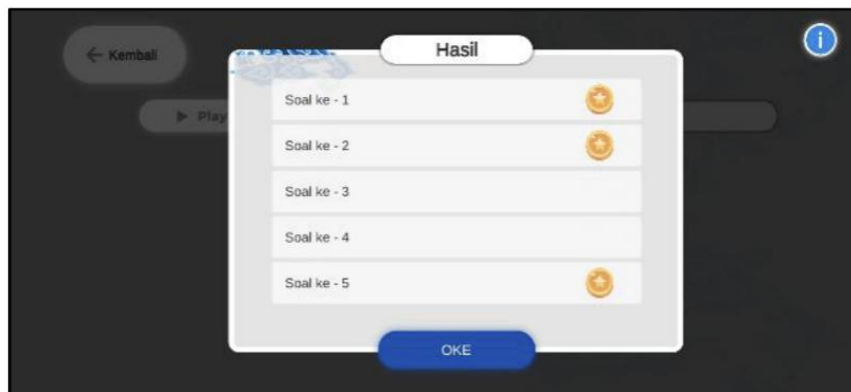 ← Kembali
Hasil
▶ Play
Soal ke - 1
Soal ke - 2
Soal ke - 3
Soal ke - 4
Soal ke - 5
OKE
i